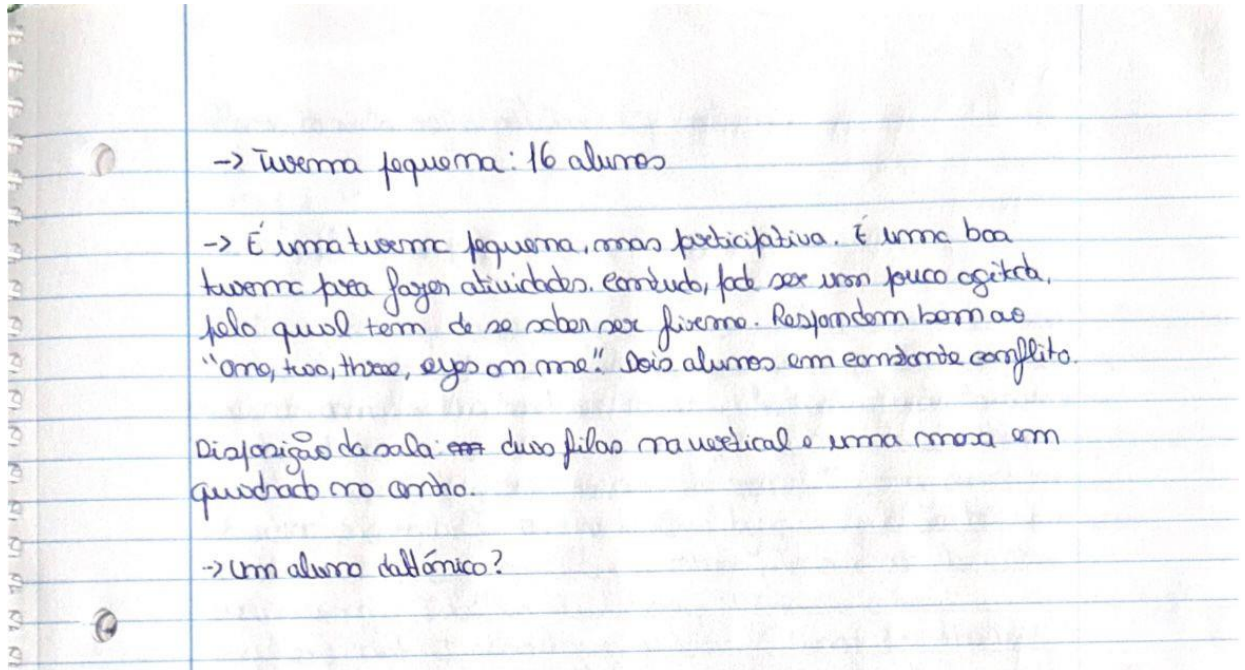 -> Turma pequena: 16 alunos
-> É uma turma pequena, mas participativa. É uma boa
turma para fazer atividades. Contudo, pode ser um pouco agitada,
pelo qual tem de se saber ser firme. Respondem bem ao
"One, two, three, eyes on me". Dois alunos em constante conflito.
Disposição da sala: duas filas na vertical e uma mesa em
quadrado no centro.
-> Um aluno daltónico?